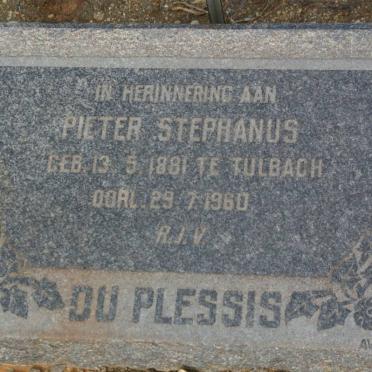 IN HERINNERING AAN
PIETER STEPHANUS
GEB. 13. 5. 1881 TE TULBACH
OORL. 29. 7. 1960
R.I.V.
DU PLESSIS